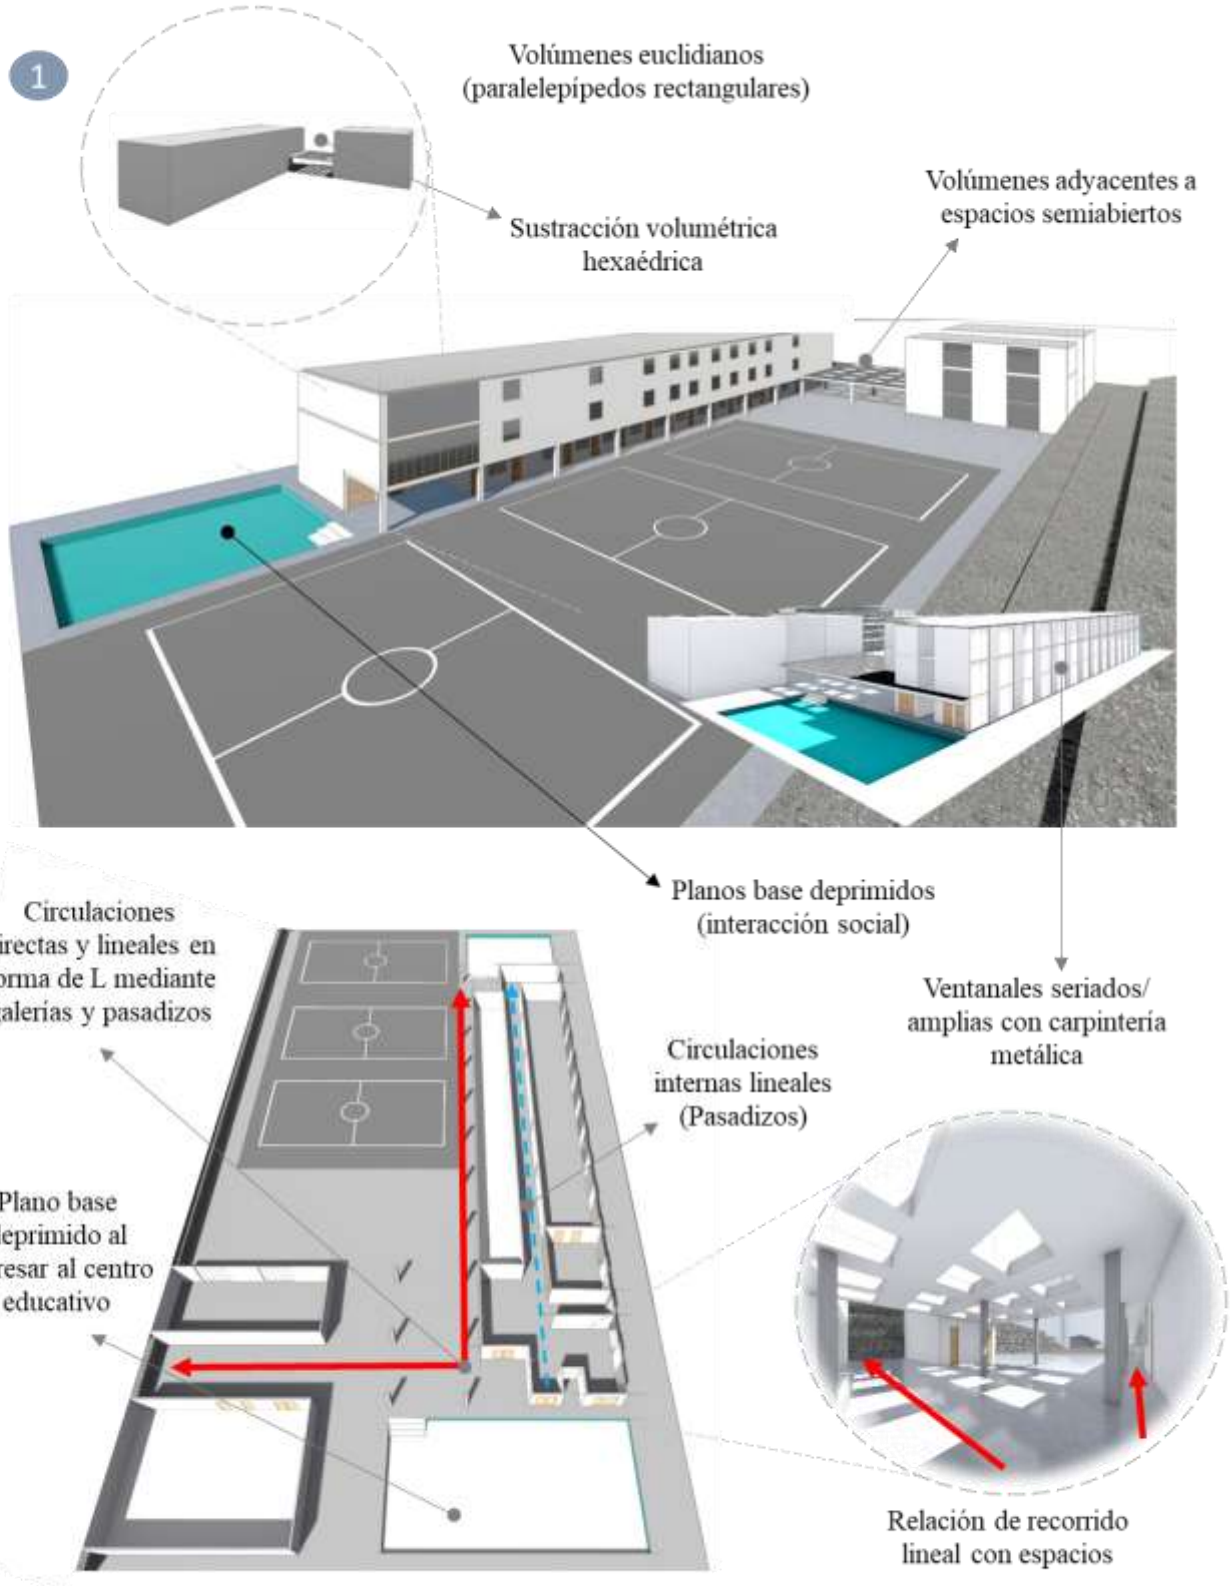 1
Volúmenes euclidianos
(paralelepípedos rectangulares)
Volúmenes adyacentes a
espacios semiabiertos
Sustracción volumétrica
hexaédrica
Planos base deprimidos
(interacción social)
Ventanales seriados/
amplias con carpintería
metálica
Circulaciones
irectas y lineales en
orma de L mediante
galerías y pasadizos
Circulaciones
internas lineales
(Pasadizos)
Plano base
deprimido al
resar al centro
educativo
Relación de recorrido
lineal con espacios